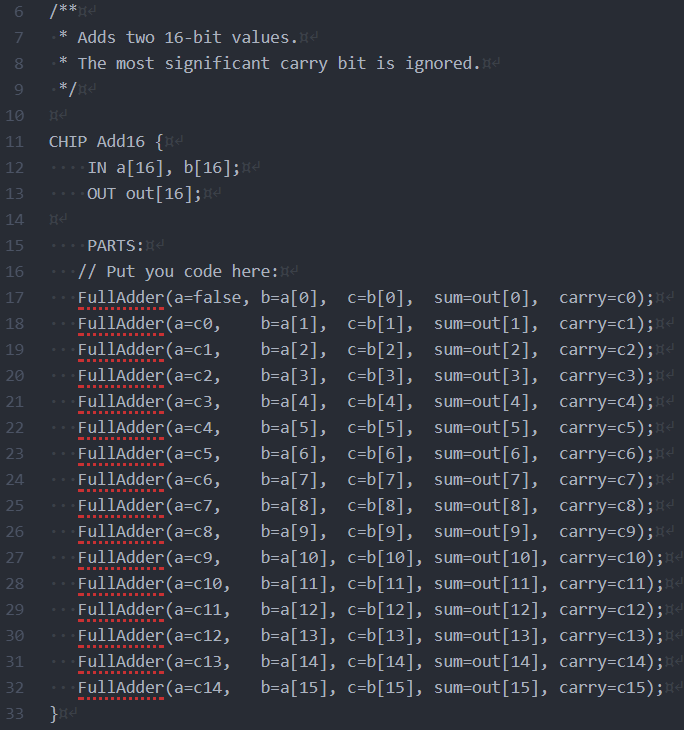 6 /**
7  * Adds two 16-bit values.
8  * The most significant carry bit is ignored.
9  */
10
11 CHIP Add16 {
12     IN a[16], b[16];
13     OUT out[16];
14
15     PARTS:
16    // Put you code here:
17    FullAdder(a=false, b=a[0],  c=b[0],  sum=out[0],  carry=c0);
18    FullAdder(a=c0,    b=a[1],  c=b[1],  sum=out[1],  carry=c1);
19    FullAdder(a=c1,    b=a[2],  c=b[2],  sum=out[2],  carry=c2);
20    FullAdder(a=c2,    b=a[3],  c=b[3],  sum=out[3],  carry=c3);
21    FullAdder(a=c3,    b=a[4],  c=b[4],  sum=out[4],  carry=c4);
22    FullAdder(a=c4,    b=a[5],  c=b[5],  sum=out[5],  carry=c5);
23    FullAdder(a=c5,    b=a[6],  c=b[6],  sum=out[6],  carry=c6);
24    FullAdder(a=c6,    b=a[7],  c=b[7],  sum=out[7],  carry=c7);
25    FullAdder(a=c7,    b=a[8],  c=b[8],  sum=out[8],  carry=c8);
26    FullAdder(a=c8,    b=a[9],  c=b[9],  sum=out[9],  carry=c9);
27    FullAdder(a=c9,    b=a[10], c=b[10], sum=out[10], carry=c10);
28    FullAdder(a=c10,   b=a[11], c=b[11], sum=out[11], carry=c11);
29    FullAdder(a=c11,   b=a[12], c=b[12], sum=out[12], carry=c12);
30    FullAdder(a=c12,   b=a[13], c=b[13], sum=out[13], carry=c13);
31    FullAdder(a=c13,   b=a[14], c=b[14], sum=out[14], carry=c14);
32    FullAdder(a=c14,   b=a[15], c=b[15], sum=out[15], carry=c15);
33 }